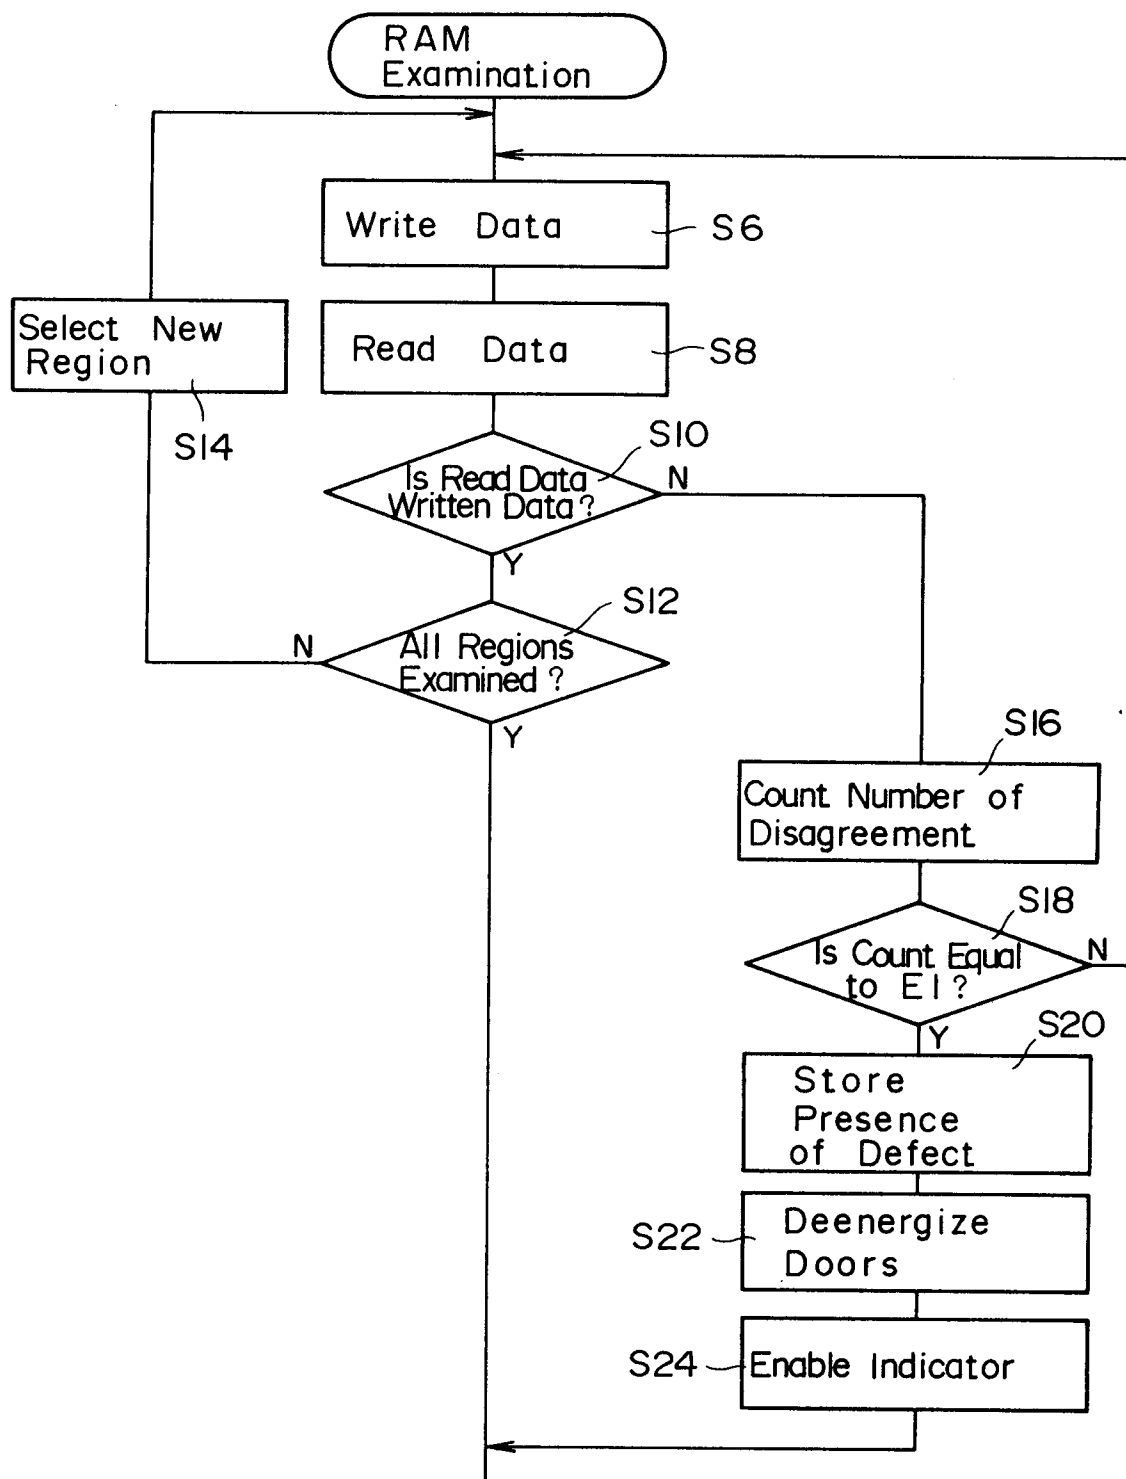 RAM
Examination
Write Data
S6
Select New
Region
Read Data
S8
S14
S10
Is Read Data
Written Data?
N
Y
S12
N
All Regions
Examined?
Y
S16
Count Number of
Disagreement
S18
Is Count Equal
to E1?
N
Y
S20
Store
Presence
of Defect
S22
Deenergize
Doors
S24
Enable Indicator